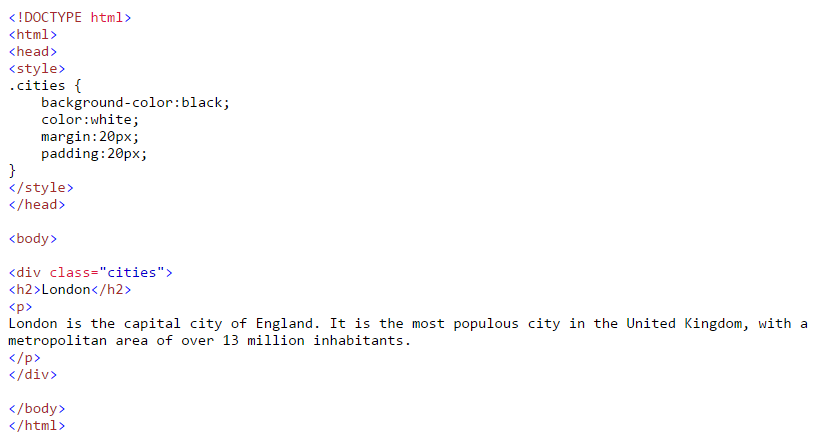 <!DOCTYPE html>
<html>
<head>
<style>
.cities {
    background-color:black;
    color:white;
    margin:20px;
    padding:20px;
}
</style>
</head>

<body>

<div class="cities">
<h2>London</h2>
<p>
London is the capital city of England. It is the most populous city in the United Kingdom, with a
metropolitan area of over 13 million inhabitants.
</p>
</div>

</body>
</html>